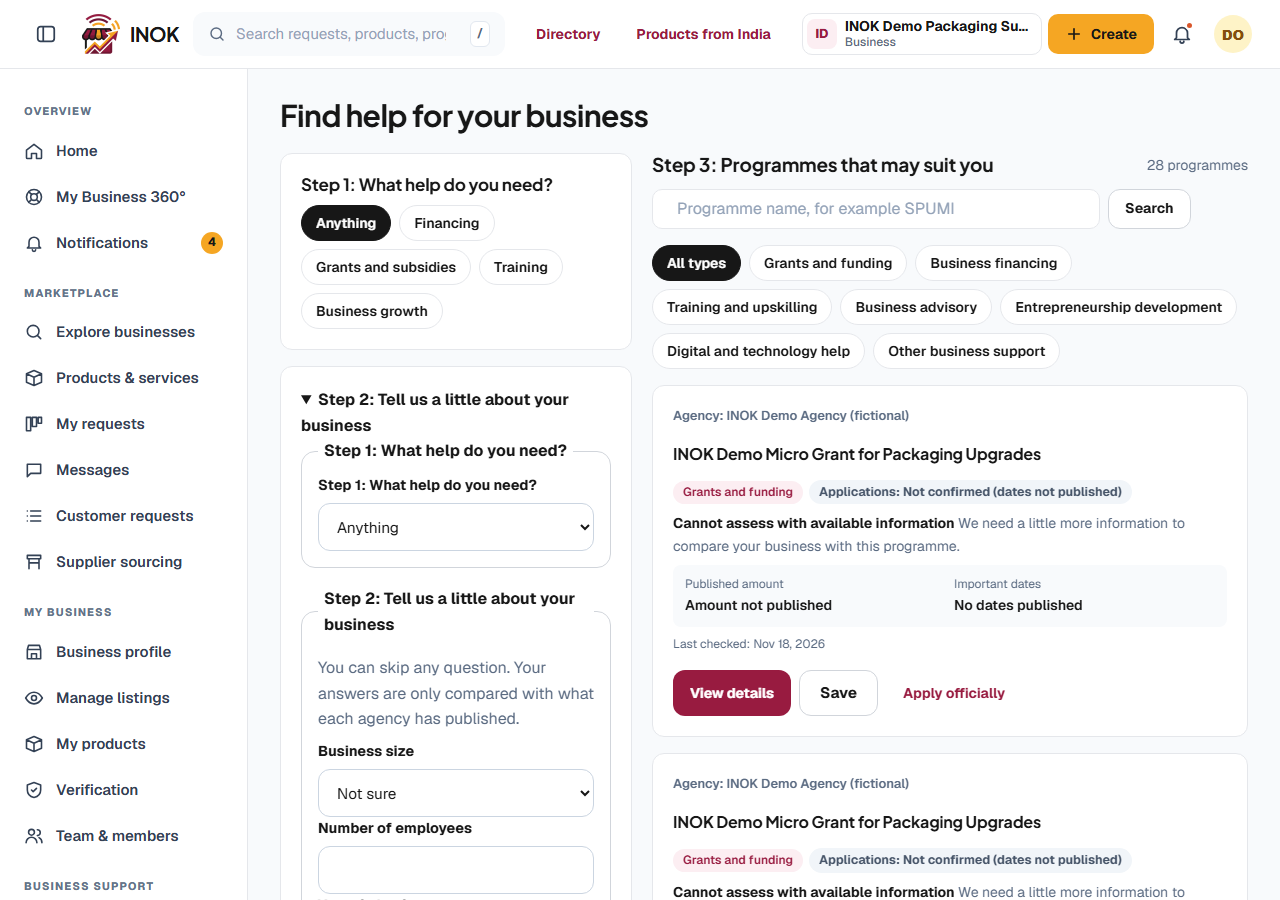 INOK
Search requests, products, pro
/
Directory
Products from India
ID
INOK Demo Packaging Su...
Business
Create
DO
OVERVIEW
Home
My Business 360°
Notifications
4
MARKETPLACE
Explore businesses
Products & services
My requests
Messages
Customer requests
Supplier sourcing
MY BUSINESS
Business profile
Manage listings
My products
Verification
Team & members
BUSINESS SUPPORT
Find help for your business
Step 1: What help do you need?
Anything
Financing
Grants and subsidies
Training
Business growth
Step 2: Tell us a little about your
business
Step 1: What help do you need?
Step 1: What help do you need?
Anything
Step 2: Tell us a little about your
business
You can skip any question. Your
answers are only compared with what
each agency has published.
Business size
Not sure
Number of employees
Step 3: Programmes that may suit you
28 programmes
Programme name, for example SPUMI
Search
All types
Grants and funding
Business financing
Training and upskilling
Business advisory
Entrepreneurship development
Digital and technology help
Other business support
Agency: INOK Demo Agency (fictional)
INOK Demo Micro Grant for Packaging Upgrades
Grants and funding
Applications: Not confirmed (dates not published)
Cannot assess with available information We need a little more information to
compare your business with this programme.
Published amount
Amount not published
Important dates
No dates published
Last checked: Nov 18, 2026
View details
Save
Apply officially
Agency: INOK Demo Agency (fictional)
INOK Demo Micro Grant for Packaging Upgrades
Grants and funding
Applications: Not confirmed (dates not published)
Cannot assess with available information We need a little more information to